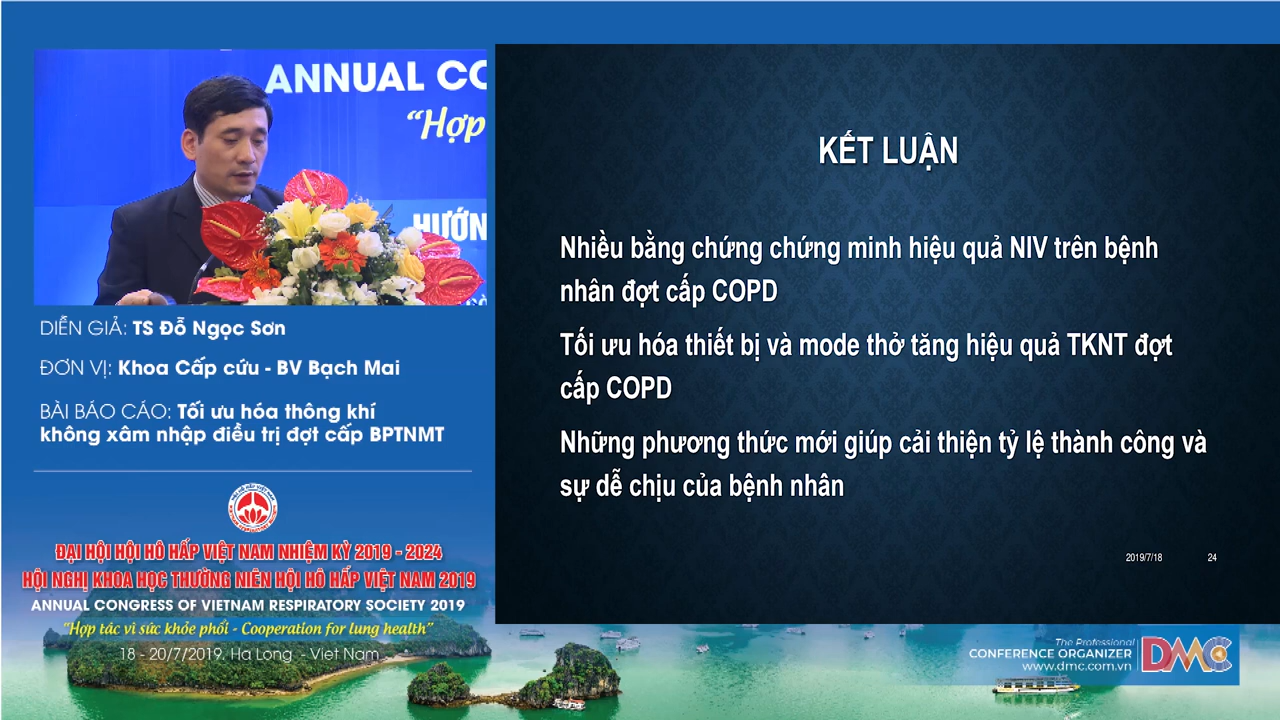 ANNUAL CO
“Hợp
HƯỚN
DIỄN GIẢ: TS Đỗ Ngọc Sơn
ĐƠN VỊ: Khoa Cấp cứu - BV Bạch Mai
BÀI BÁO CÁO: Tối ưu hóa thông khí
không xâm nhập điều trị đợt cấp BPTNMT
ĐẠI HỘI HỘI HÔ HẤP VIỆT NAM NHIỆM KỲ 2019 - 2024
HỘI NGHỊ KHOA HỌC THƯỜNG NIÊN HỘI HÔ HẤP VIỆT NAM 2019
ANNUAL CONGRESS OF VIETNAM RESPIRATORY SOCIETY 2019
“Hợp tác vì sức khỏe phổi - Cooperation for lung health”
18 - 20/7/2019. Ha Long - Viet Nam
KẾT LUẬN
Nhiều bằng chứng chứng minh hiệu quả NIV trên bệnh
nhân đợt cấp COPD
Tối ưu hóa thiết bị và mode thở tăng hiệu quả TKNT đợt
cấp COPD
Những phương thức mới giúp cải thiện tỷ lệ thành công và
sự dễ chịu của bệnh nhân
2019/7/18 24
The Professional
CONFERENCE ORGANIZER
www.dmc.com.vn
DMC